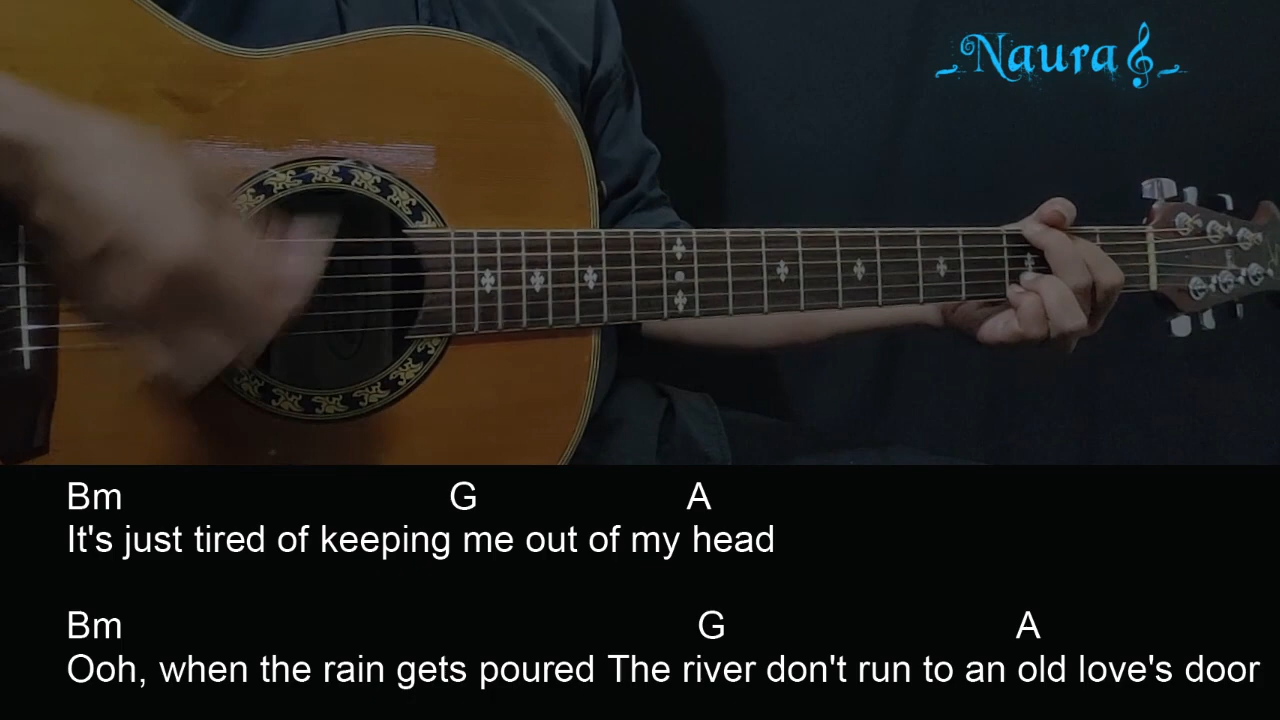 Naura
Bm G A
It's just tired of keeping me out of my head
Bm G A
Ooh, when the rain gets poured The river don't run to an old love's door